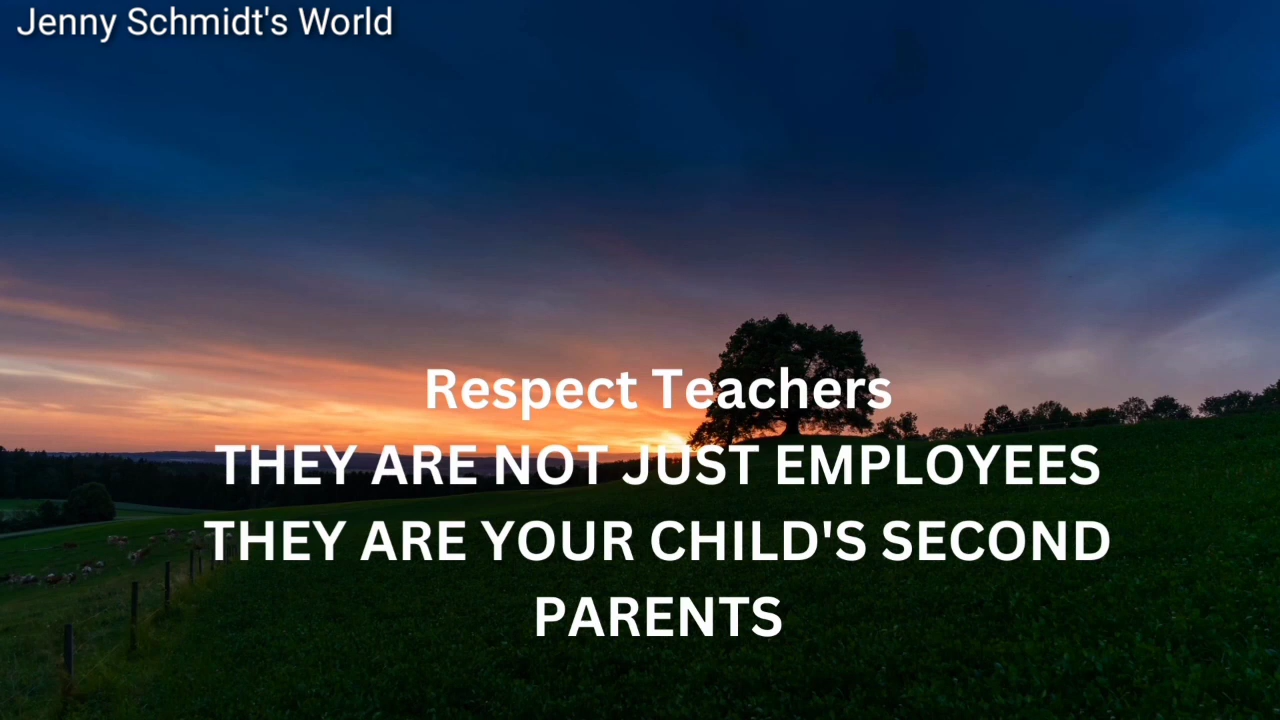 Jenny Schmidt's World
Respect Teachers
THEY ARE NOT JUST EMPLOYEES
THEY ARE YOUR CHILD'S SECOND
PARENTS